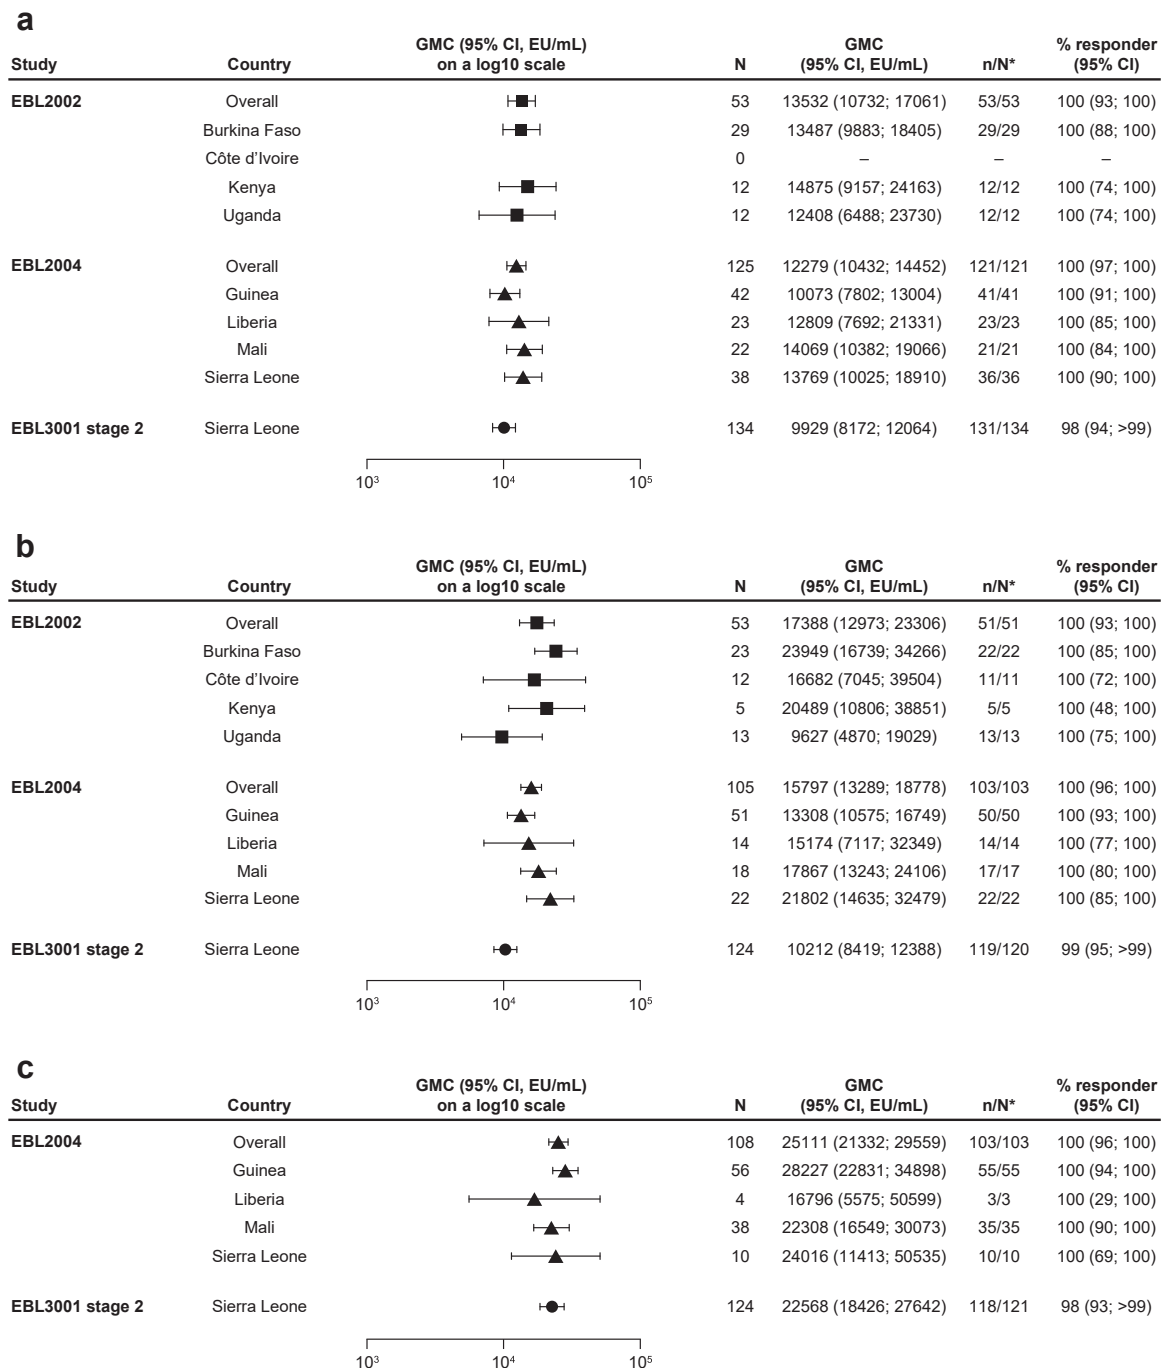 a
GMC (95% CI, EU/mL) GMC % responder
Study Country on a log10 scale N (95% CI, EU/mL) n/N* (95% CI)
EBL2002 Overall 53 13532 (10732; 17061) 53/53 100 (93; 100)
Burkina Faso 29 13487 (9883; 18405) 29/29 100 (88; 100)
Côte d’Ivoire 0 – – –
Kenya 12 14875 (9157; 24163) 12/12 100 (74; 100)
Uganda 12 12408 (6488; 23730) 12/12 100 (74; 100)
EBL2004 Overall 125 12279 (10432; 14452) 121/121 100 (97; 100)
Guinea 42 10073 (7802; 13004) 41/41 100 (91; 100)
Liberia 23 12809 (7692; 21331) 23/23 100 (85; 100)
Mali 22 14069 (10382; 19066) 21/21 100 (84; 100)
Sierra Leone 38 13769 (10025; 18910) 36/36 100 (90; 100)
EBL3001 stage 2 Sierra Leone 134 9929 (8172; 12064) 131/134 98 (94; >99)
10³ 10⁴ 10⁵
b
GMC (95% CI, EU/mL) GMC % responder
Study Country on a log10 scale N (95% CI, EU/mL) n/N* (95% CI)
EBL2002 Overall 53 17388 (12973; 23306) 51/51 100 (93; 100)
Burkina Faso 23 23949 (16739; 34266) 22/22 100 (85; 100)
Côte d’Ivoire 12 16682 (7045; 39504) 11/11 100 (72; 100)
Kenya 5 20489 (10806; 38851) 5/5 100 (48; 100)
Uganda 13 9627 (4870; 19029) 13/13 100 (75; 100)
EBL2004 Overall 105 15797 (13289; 18778) 103/103 100 (96; 100)
Guinea 51 13308 (10575; 16749) 50/50 100 (93; 100)
Liberia 14 15174 (7117; 32349) 14/14 100 (77; 100)
Mali 18 17867 (13243; 24106) 17/17 100 (80; 100)
Sierra Leone 22 21802 (14635; 32479) 22/22 100 (85; 100)
EBL3001 stage 2 Sierra Leone 124 10212 (8419; 12388) 119/120 99 (95; >99)
10³ 10⁴ 10⁵
c
GMC (95% CI, EU/mL) GMC % responder
Study Country on a log10 scale N (95% CI, EU/mL) n/N* (95% CI)
EBL2004 Overall 108 25111 (21332; 29559) 103/103 100 (96; 100)
Guinea 56 28227 (22831; 34898) 55/55 100 (94; 100)
Liberia 4 16796 (5575; 50599) 3/3 100 (29; 100)
Mali 38 22308 (16549; 30073) 35/35 100 (90; 100)
Sierra Leone 10 24016 (11413; 50535) 10/10 100 (69; 100)
EBL3001 stage 2 Sierra Leone 124 22568 (18426; 27642) 118/121 98 (93; >99)
10³ 10⁴ 10⁵